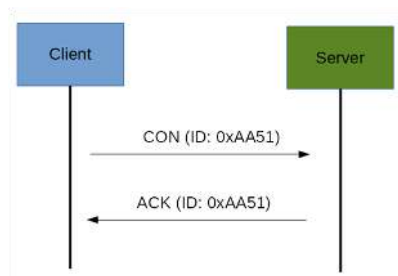 Client
Server
CON (ID: 0xAA51)
ACK (ID: 0xAA51)